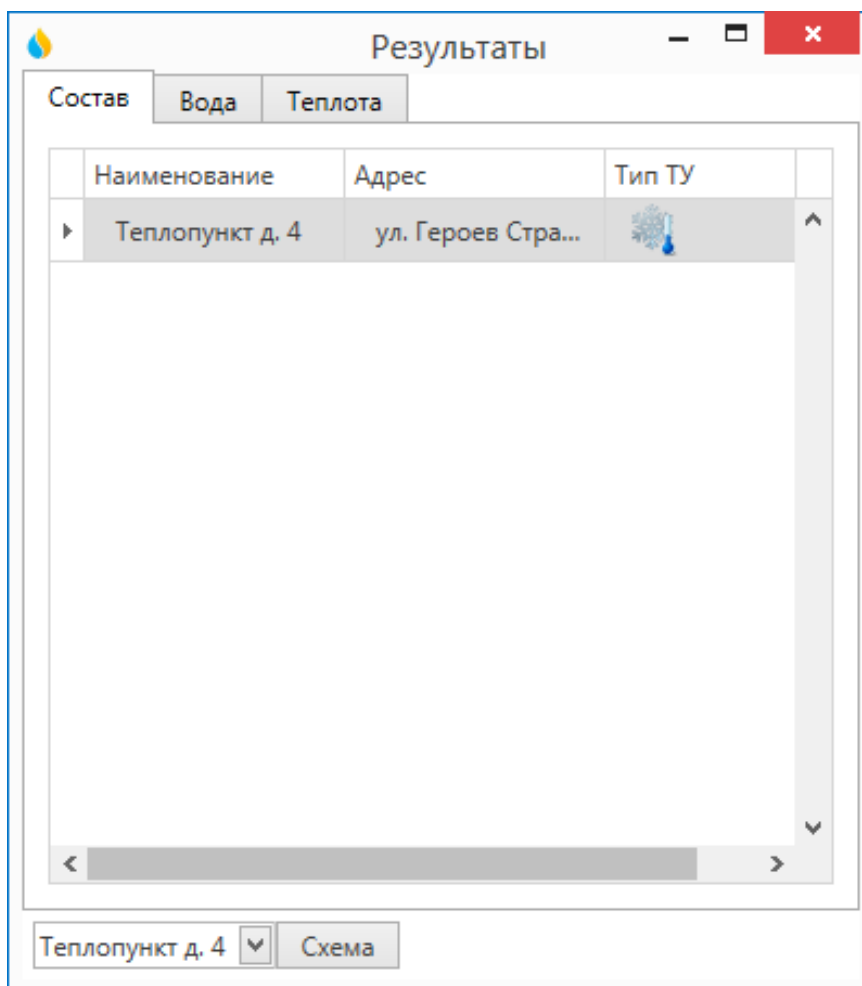 Результаты
Состав Вода Теплота
Наименование Адрес Тип ТУ
Теплопункт д. 4 ул. Героев Стра...
Теплопункт д. 4 Схема